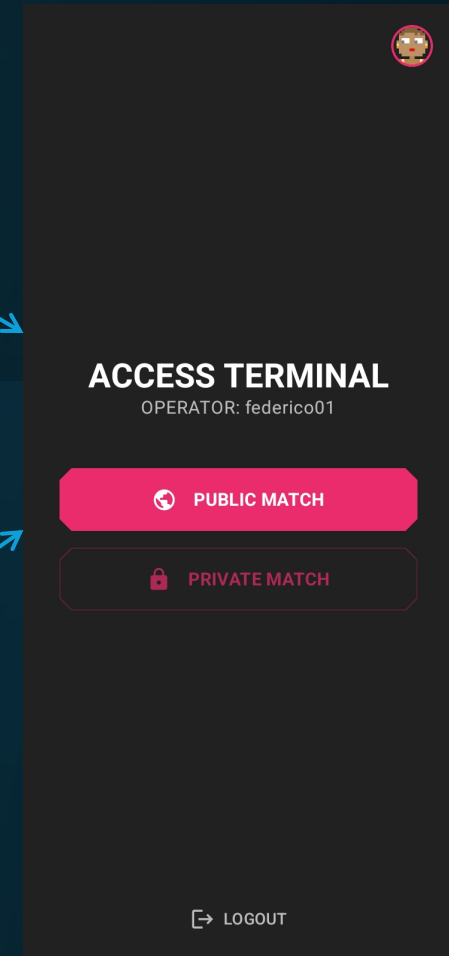 ACCESS TERMINAL
OPERATOR: federico01
PUBLIC MATCH
PRIVATE MATCH
LOGOUT